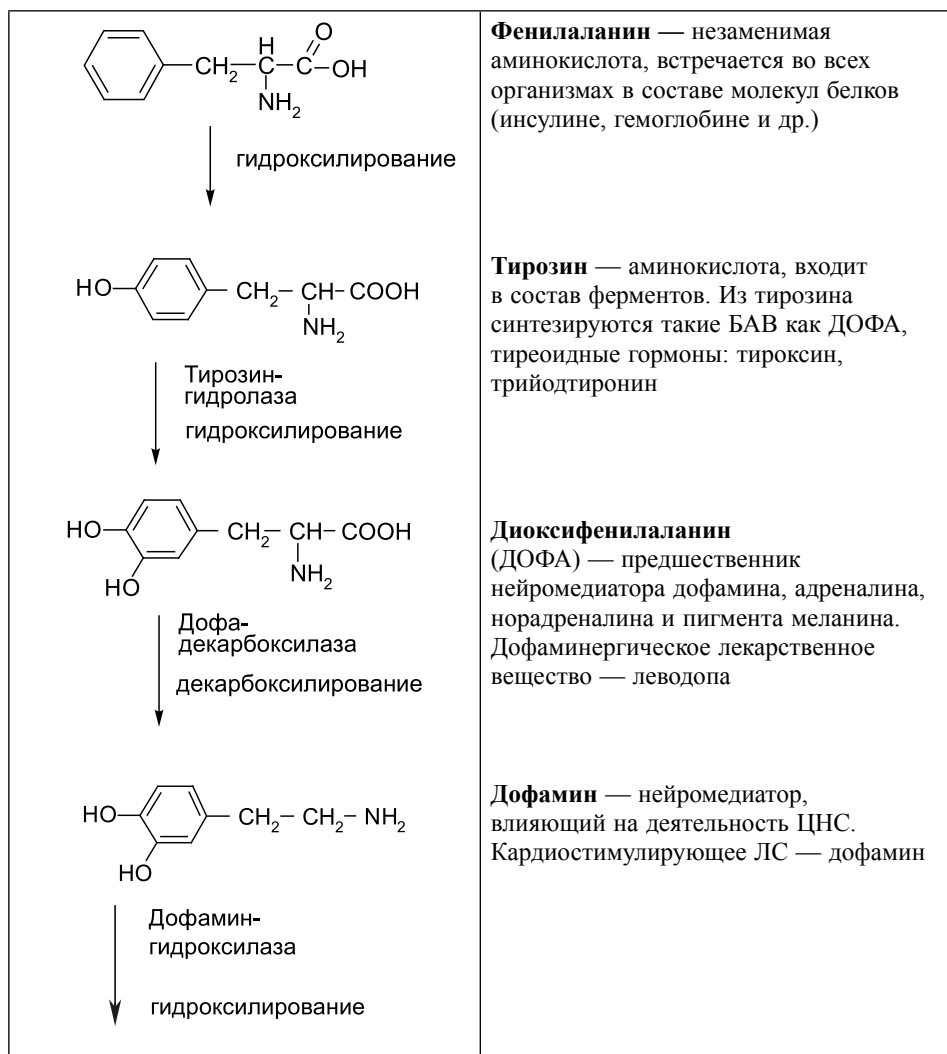 H O
CH2 — C — C — OH
NH2
Фенилаланин — незаменимая
аминокислота, встречается во всех
организмах в составе молекул белков
(инсулине, гемоглобине и др.)
гидроксилирование
HO CH2 — CH — COOH
NH2
Тирозин — аминокислота, входит
в состав ферментов. Из тирозина
синтезируются такие БАВ как ДОФА,
тиреоидные гормоны: тироксин,
трийодтиронин
Тирозин-
гидролаза
гидроксилирование
HO CH2 — CH — COOH
HO NH2
Диоксифенилаланин
(ДОФА) — предшественник
нейромедиатора дофамина, адреналина,
норадреналина и пигмента меланина.
Дофаминергическое лекарственное
вещество — леводопа
Дофа-
декарбоксилаза
декарбоксилирование
HO CH2 — CH2 — NH2
HO
Дофамин — нейромедиатор,
влияющий на деятельность ЦНС.
Кардиостимулирующее ЛС — дофамин
Дофамин-
гидроксилаза
гидроксилирование